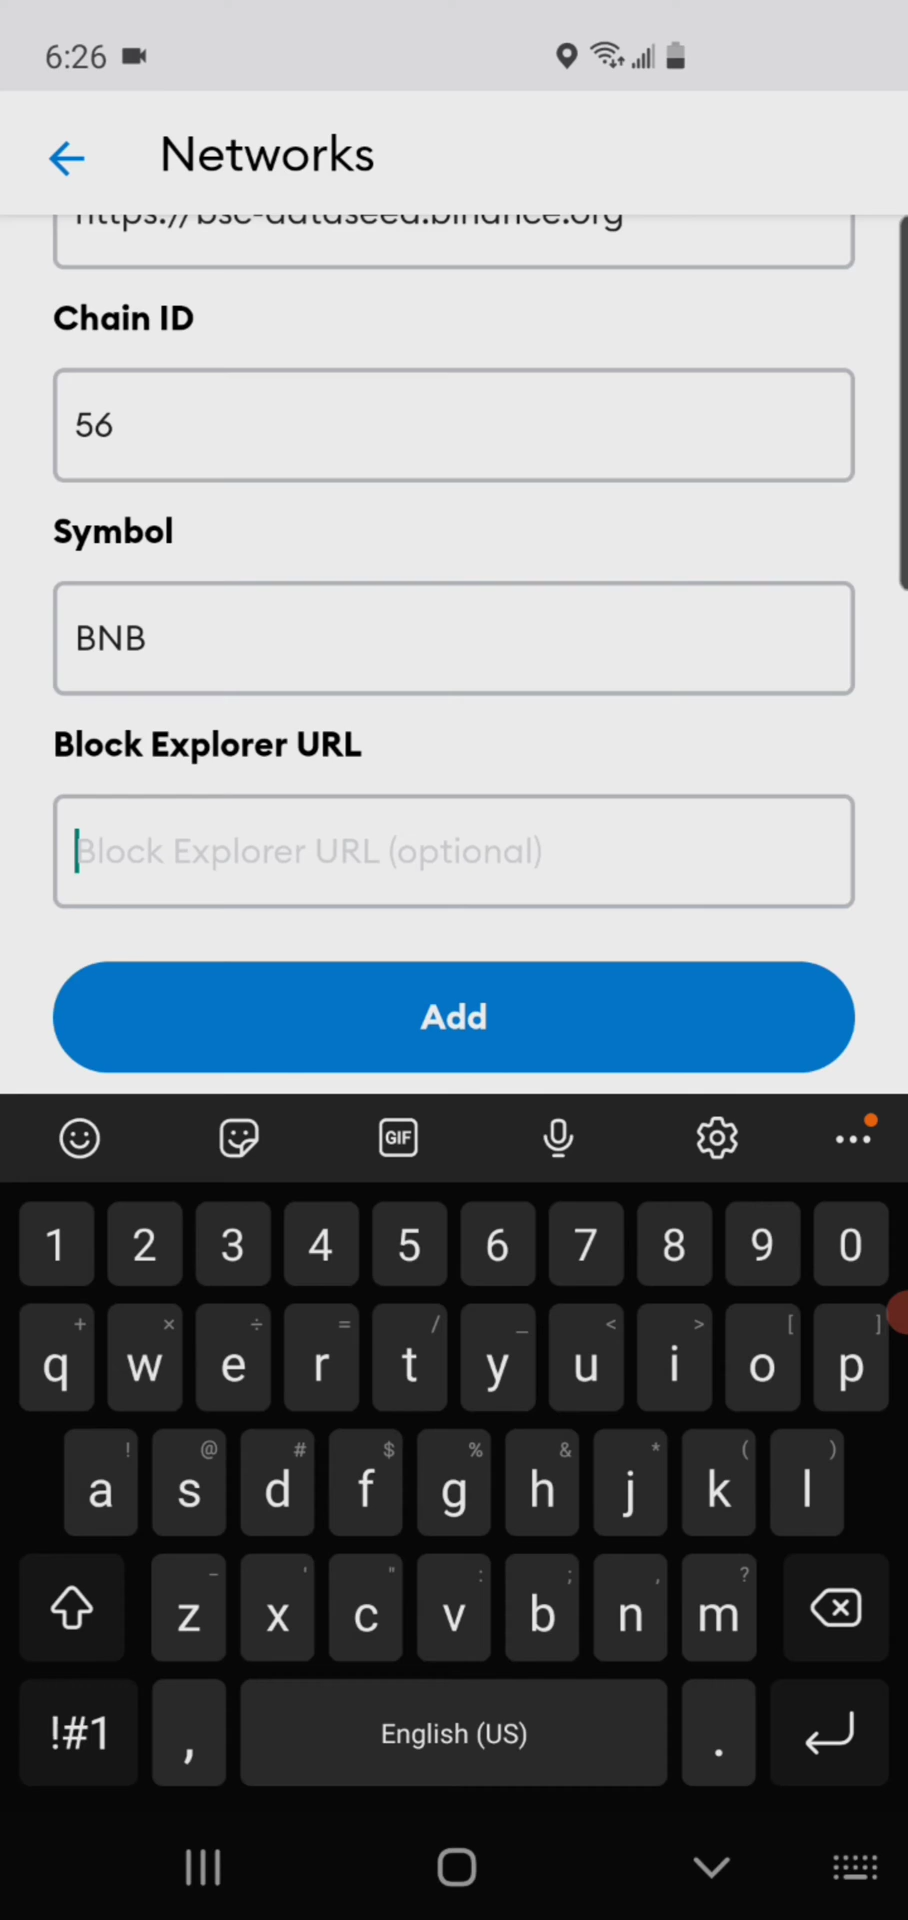 6:26
Networks
https://bsc-dataseed.binance.org
Chain ID
56
Symbol
BNB
Block Explorer URL
Block Explorer URL (optional)
Add
GIF
1 2 3 4 5 6 7 8 9 0
+ × ÷ = / _ < > [ ]
q w e r t y u i o p
! @ # $ % & * ( )
a s d f g h j k l
- ' " : ; , ?
z x c v b n m
!#1 , English (US) .